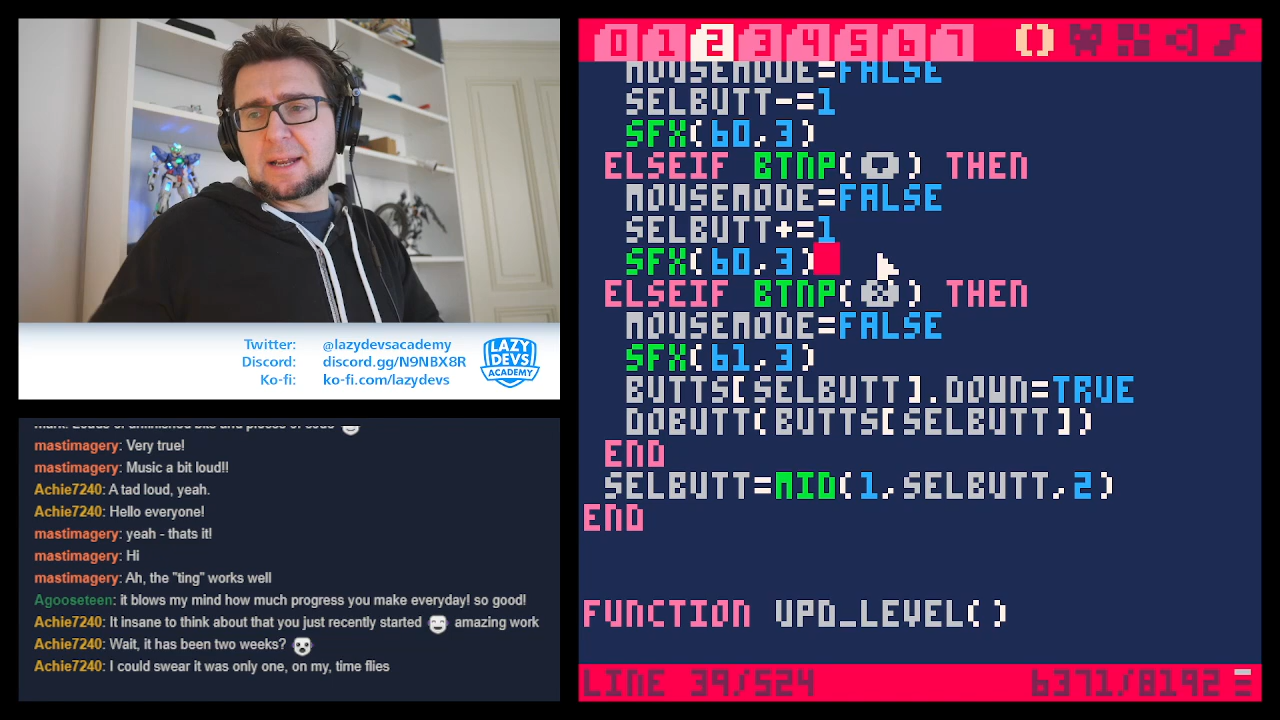 Twitter: @lazydevsacademy
Discord: discord.gg/N9NBX8R
Ko-fi: ko-fi.com/lazydevs
LAZY
DEVS
ACADEMY
mastimagery: Very true!
mastimagery: Music a bit loud!!
Achie7240: A tad loud, yeah.
Achie7240: Hello everyone!
mastimagery: yeah - thats it!
mastimagery: Hi
mastimagery: Ah, the "ting" works well
Agooseteen: it blows my mind how much progress you make everyday! so good!
Achie7240: It insane to think about that you just recently started amazing work
Achie7240: Wait, it has been two weeks?
Achie7240: I could swear it was only one, on my, time flies
0 1 2 3 4 5 6 7 ()
MOUSEMODE=FALSE
SELBUTT-=1
SFX(60,3)
ELSEIF BTNP(⬇️) THEN
MOUSEMODE=FALSE
SELBUTT+=1
SFX(60,3)
ELSEIF BTNP(❎) THEN
MOUSEMODE=FALSE
SFX(61,3)
BUTTS[SELBUTT].DOWN=TRUE
DOBUTT(BUTTS[SELBUTT])
END
SELBUTT=MID(1,SELBUTT,2)
END
FUNCTION UPD_LEVEL()
LINE 39/524 6371/8192